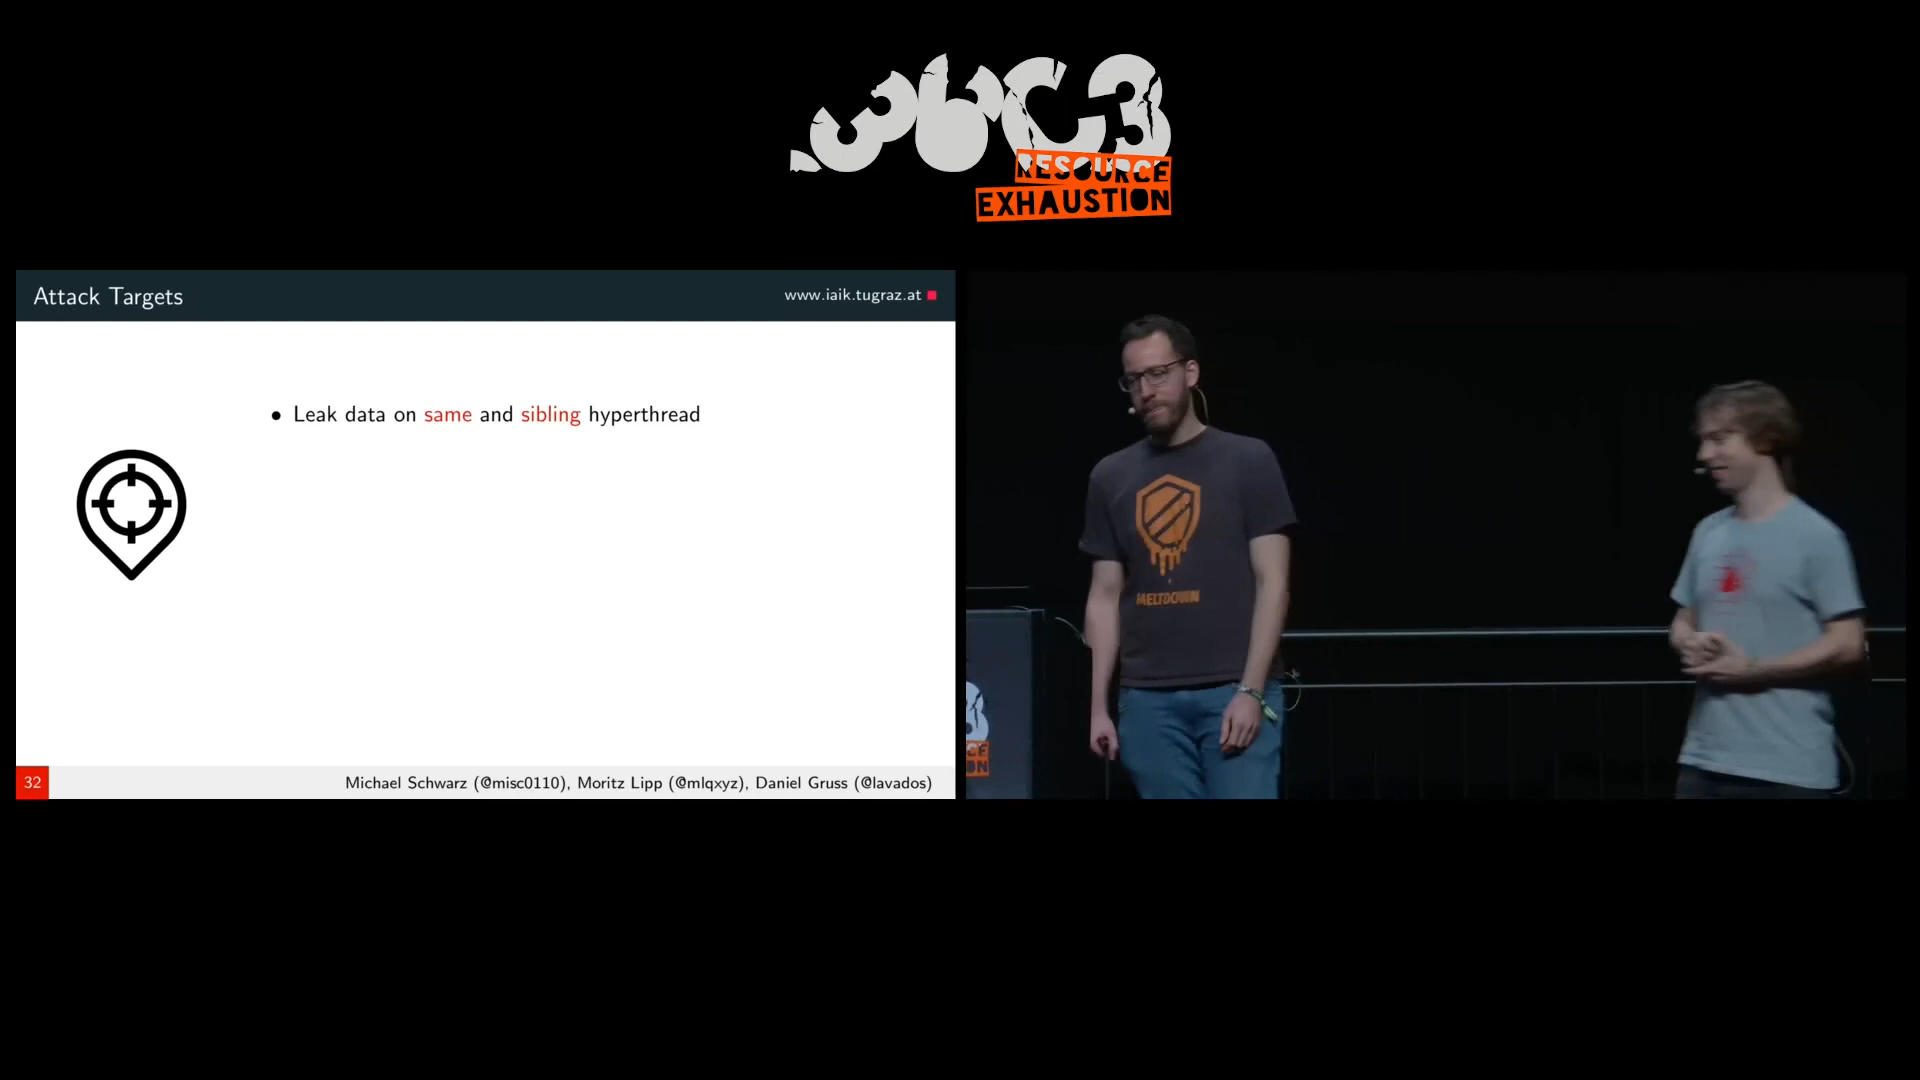 36C3
RESOURCE
EXHAUSTION
Attack Targets
www.iaik.tugraz.at
• Leak data on same and sibling hyperthread
MELTDOWN
32
Michael Schwarz (@misc0110), Moritz Lipp (@mlqxyz), Daniel Gruss (@lavados)